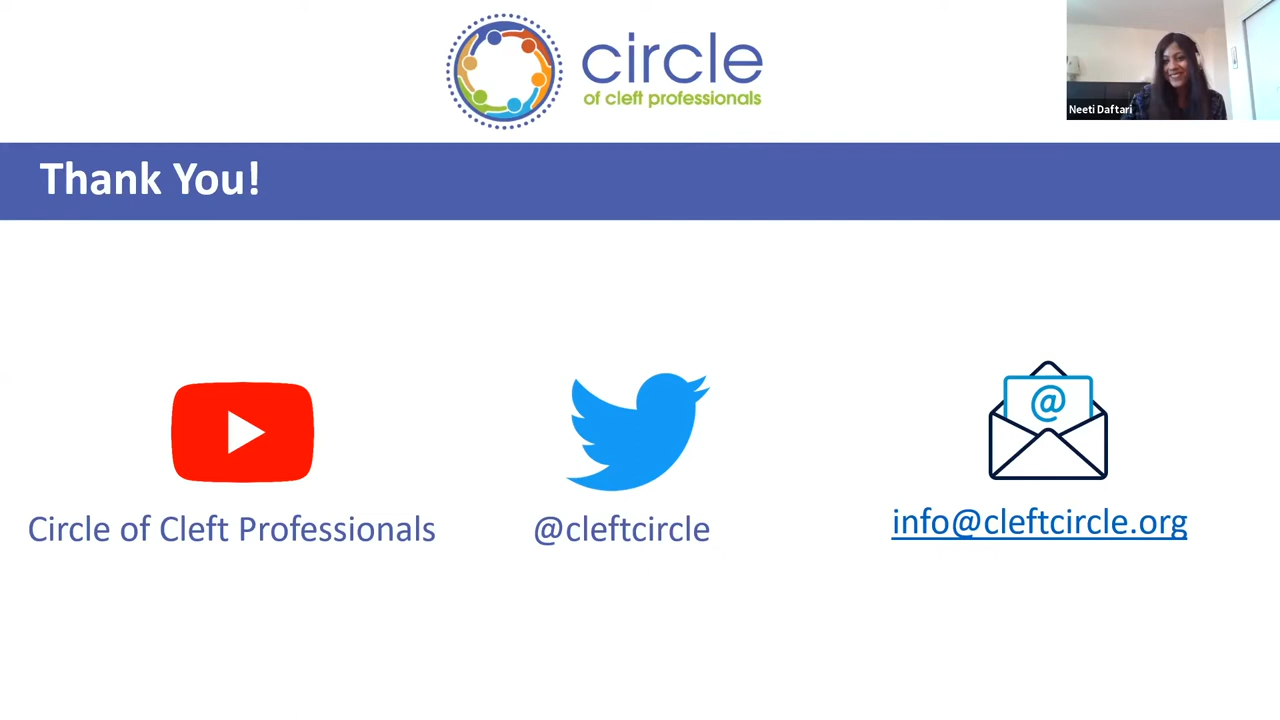 circle
of cleft professionals
Neeti Daftari
Thank You!
@
Circle of Cleft Professionals
@cleftcircle
info@cleftcircle.org